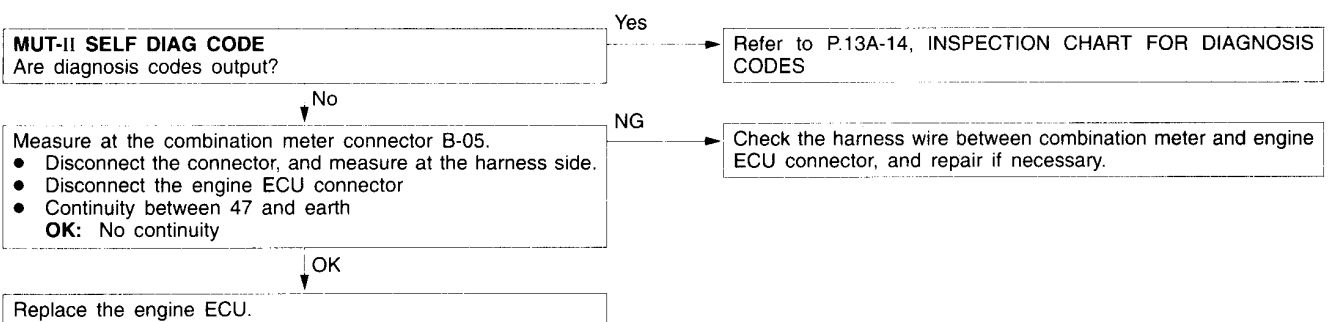 MUT-II SELF DIAG CODE
Are diagnosis codes output?
Yes
Refer to P.13A-14, INSPECTION CHART FOR DIAGNOSIS
CODES
No
Measure at the combination meter connector B-05.
● Disconnect the connector, and measure at the harness side.
● Disconnect the engine ECU connector
● Continuity between 47 and earth
OK: No continuity
NG
Check the harness wire between combination meter and engine
ECU connector, and repair if necessary.
OK
Replace the engine ECU.